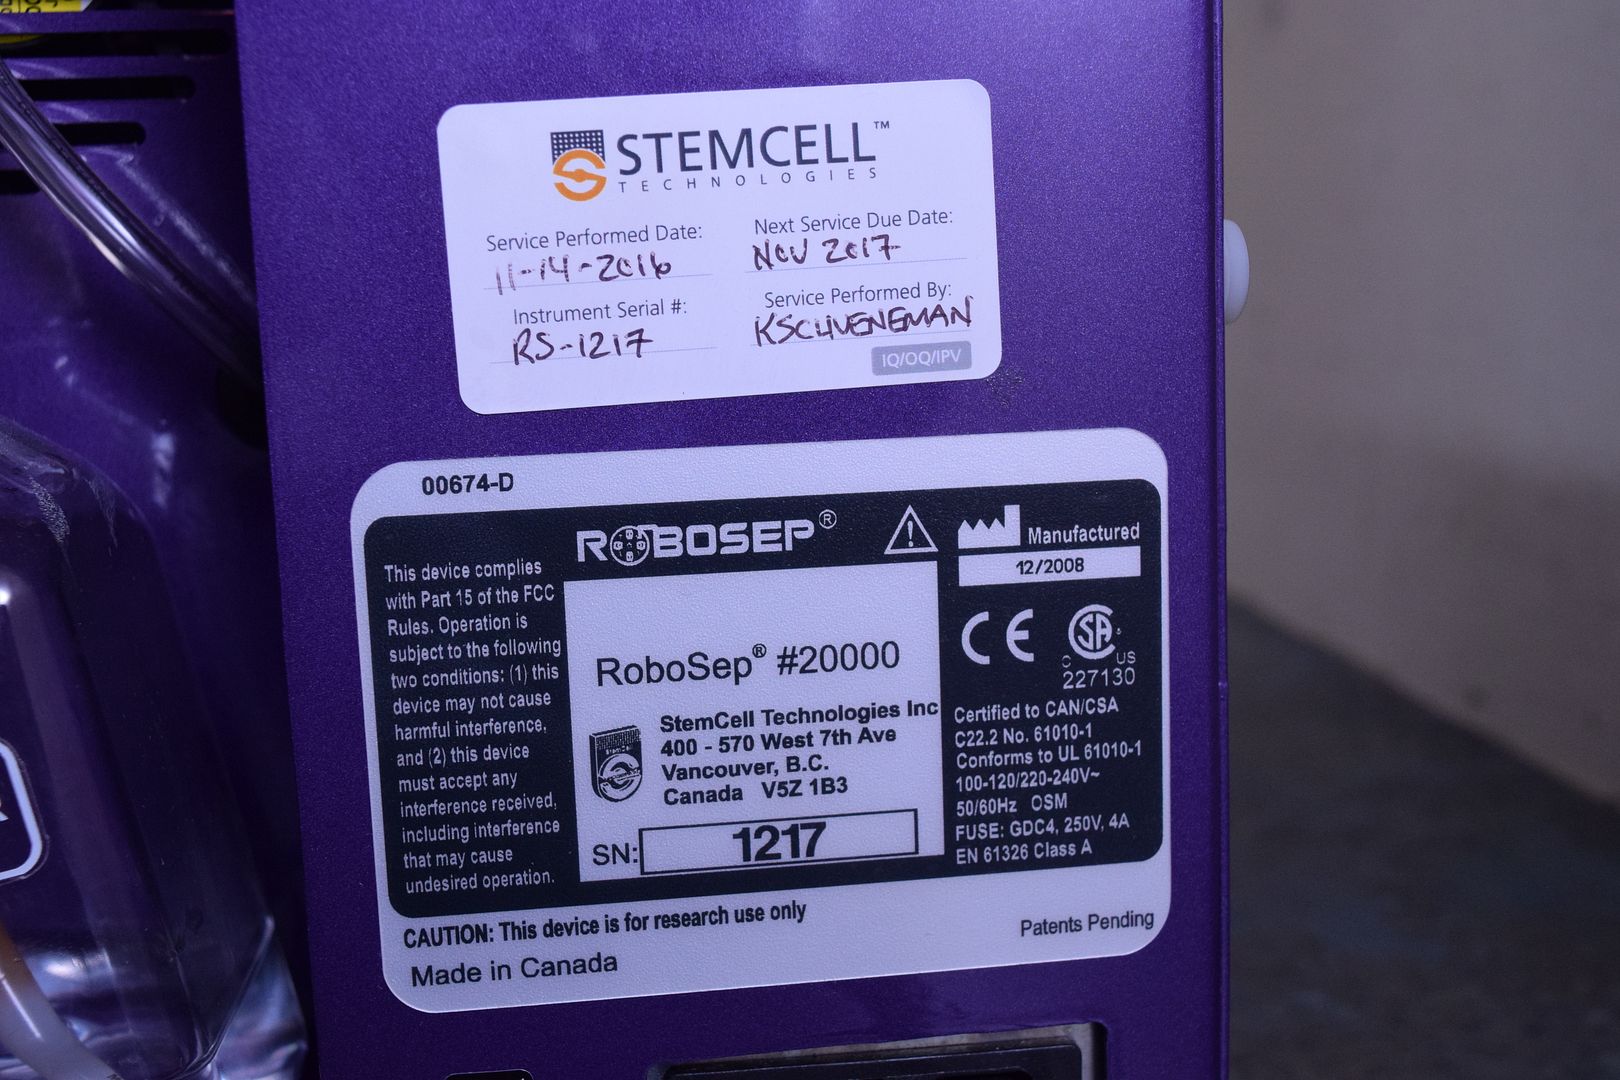 STEMCELL™
TECHNOLOGIES
Service Performed Date:
11-14-2016
Next Service Due Date:
NOV 2017
Instrument Serial #:
RS-1217
Service Performed By:
KSCHUENEMAN
IQ/OQ/IPV
00674-D
ROBOSEP®
This device complies
with Part 15 of the FCC
Rules. Operation is
subject to the following
two conditions: (1) this
device may not cause
harmful interference,
and (2) this device
must accept any
interference received,
including interference
that may cause
undesired operation.
RoboSep® #20000
StemCell
StemCell Technologies Inc
400 - 570 West 7th Ave
Vancouver, B.C.
Canada V5Z 1B3
SN: 1217
Manufactured
12/2008
CE
SA
C US
227130
Certified to CAN/CSA
C22.2 No. 61010-1
Conforms to UL 61010-1
100-120/220-240V~
50/60Hz OSM
FUSE: GDC4, 250V, 4A
EN 61326 Class A
CAUTION: This device is for research use only
Patents Pending
Made in Canada